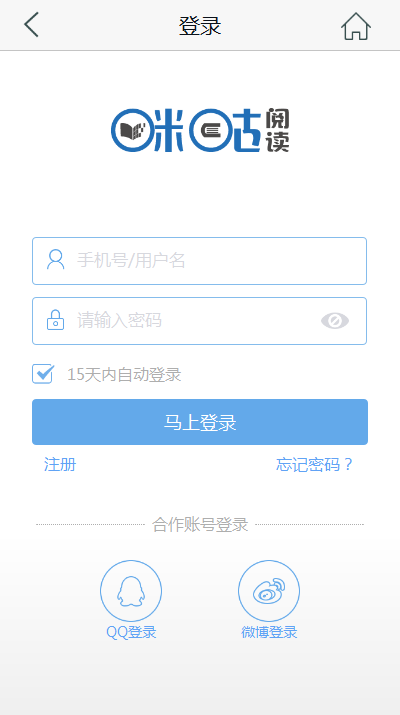 登录
咪咕阅读
手机号/用户名
请输入密码
15天内自动登录
马上登录
注册 忘记密码？
合作账号登录
QQ登录 微博登录